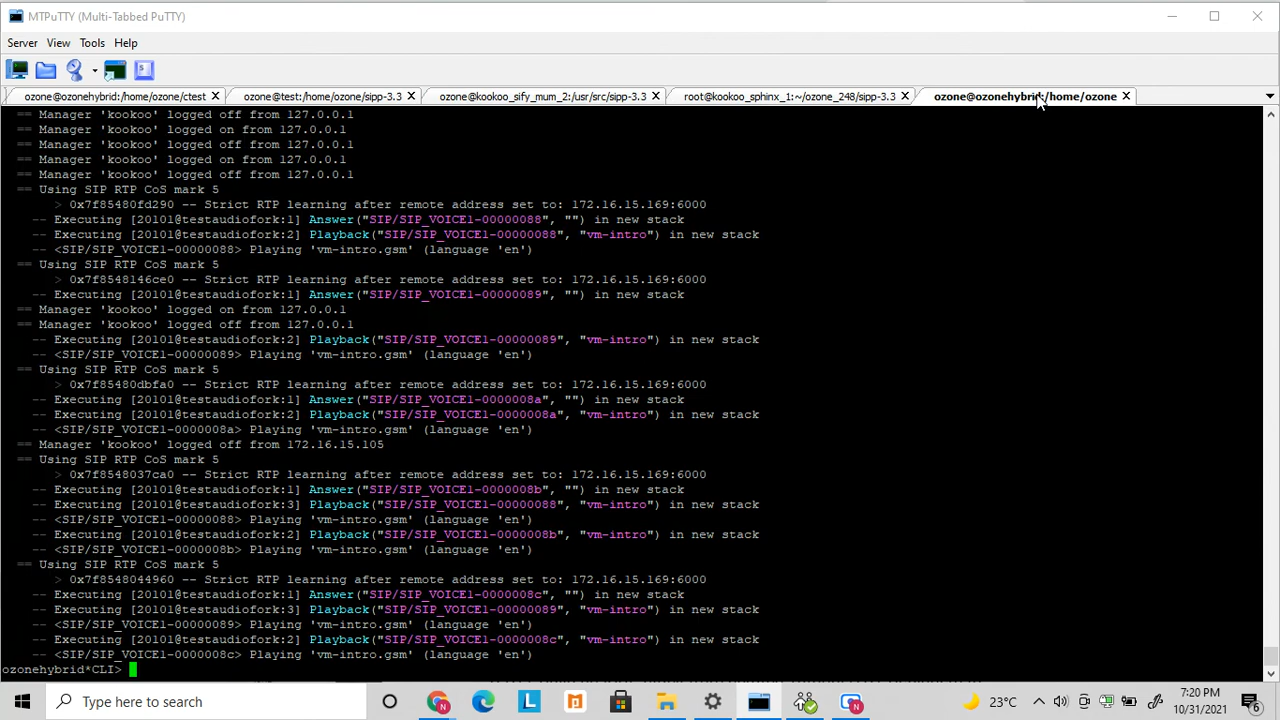 MTPuTTY (Multi-Tabbed PuTTY)
Server View Tools Help
ozone@ozonehybrid:/home/ozone/ctest ozone@test:/home/ozone/sipp-3.3 ozone@kookoo_sify_mum_2:/usr/src/sipp-3.3 root@kookoo_sphinx_1:~/ozone_248/sipp-3.3 ozone@ozonehybrid:/home/ozone
== Manager 'kookoo' logged off from 127.0.0.1
== Manager 'kookoo' logged on from 127.0.0.1
== Manager 'kookoo' logged off from 127.0.0.1
== Manager 'kookoo' logged on from 127.0.0.1
== Manager 'kookoo' logged off from 127.0.0.1
== Using SIP RTP CoS mark 5
> 0x7f85480fd290 -- Strict RTP learning after remote address set to: 172.16.15.169:6000
-- Executing [20101@testaudiofork:1] Answer("SIP/SIP_VOICE1-00000088", "") in new stack
-- Executing [20101@testaudiofork:2] Playback("SIP/SIP_VOICE1-00000088", "vm-intro") in new stack
-- <SIP/SIP_VOICE1-00000088> Playing 'vm-intro.gsm' (language 'en')
== Using SIP RTP CoS mark 5
> 0x7f8548146ce0 -- Strict RTP learning after remote address set to: 172.16.15.169:6000
-- Executing [20101@testaudiofork:1] Answer("SIP/SIP_VOICE1-00000089", "") in new stack
== Manager 'kookoo' logged on from 127.0.0.1
== Manager 'kookoo' logged off from 127.0.0.1
-- Executing [20101@testaudiofork:2] Playback("SIP/SIP_VOICE1-00000089", "vm-intro") in new stack
-- <SIP/SIP_VOICE1-00000089> Playing 'vm-intro.gsm' (language 'en')
== Using SIP RTP CoS mark 5
> 0x7f85480dbfa0 -- Strict RTP learning after remote address set to: 172.16.15.169:6000
-- Executing [20101@testaudiofork:1] Answer("SIP/SIP_VOICE1-0000008a", "") in new stack
-- Executing [20101@testaudiofork:2] Playback("SIP/SIP_VOICE1-0000008a", "vm-intro") in new stack
-- <SIP/SIP_VOICE1-0000008a> Playing 'vm-intro.gsm' (language 'en')
== Manager 'kookoo' logged off from 172.16.15.105
== Using SIP RTP CoS mark 5
> 0x7f8548037ca0 -- Strict RTP learning after remote address set to: 172.16.15.169:6000
-- Executing [20101@testaudiofork:1] Answer("SIP/SIP_VOICE1-0000008b", "") in new stack
-- Executing [20101@testaudiofork:3] Playback("SIP/SIP_VOICE1-00000088", "vm-intro") in new stack
-- <SIP/SIP_VOICE1-00000088> Playing 'vm-intro.gsm' (language 'en')
-- Executing [20101@testaudiofork:2] Playback("SIP/SIP_VOICE1-0000008b", "vm-intro") in new stack
-- <SIP/SIP_VOICE1-0000008b> Playing 'vm-intro.gsm' (language 'en')
== Using SIP RTP CoS mark 5
> 0x7f8548044960 -- Strict RTP learning after remote address set to: 172.16.15.169:6000
-- Executing [20101@testaudiofork:1] Answer("SIP/SIP_VOICE1-0000008c", "") in new stack
-- Executing [20101@testaudiofork:3] Playback("SIP/SIP_VOICE1-00000089", "vm-intro") in new stack
-- <SIP/SIP_VOICE1-00000089> Playing 'vm-intro.gsm' (language 'en')
-- Executing [20101@testaudiofork:2] Playback("SIP/SIP_VOICE1-0000008c", "vm-intro") in new stack
-- <SIP/SIP_VOICE1-0000008c> Playing 'vm-intro.gsm' (language 'en')
ozonehybrid*CLI>
Type here to search
23°C
7:20 PM
10/31/2021
6